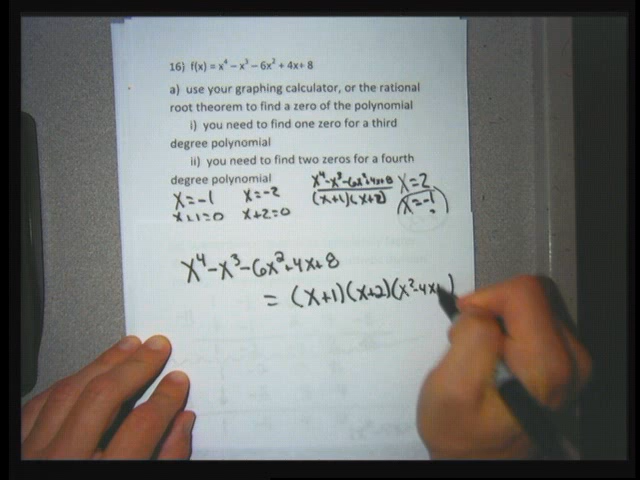 16) f(x) = x⁴ – x³ – 6x² + 4x + 8
a) use your graphing calculator, or the rational
root theorem to find a zero of the polynomial
i) you need to find one zero for a third
degree polynomial
ii) you need to find two zeros for a fourth
degree polynomial
x=-1 x=-2 x⁴-x³-6x²+4x+8 x=2
x+1=0 x+2=0 (x+1)(x+2) x=-1
x⁴-x³-6x²+4x+8
= (x+1)(x+2)(x²-4x+ )